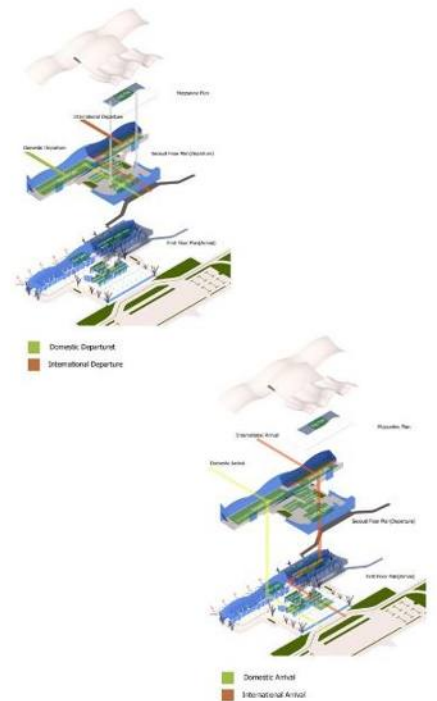 Mezzanine Plan
International Departure
Domestic Departure
Second Floor Plan(Departure)
First Floor Plan(Arrival)
Domestic Departuret
International Departure
Mezzanine Plan
International Arrival
Domestic Arrival
Second Floor Plan(Departure)
First Floor Plan(Arrival)
Domestic Arrival
International Arrival